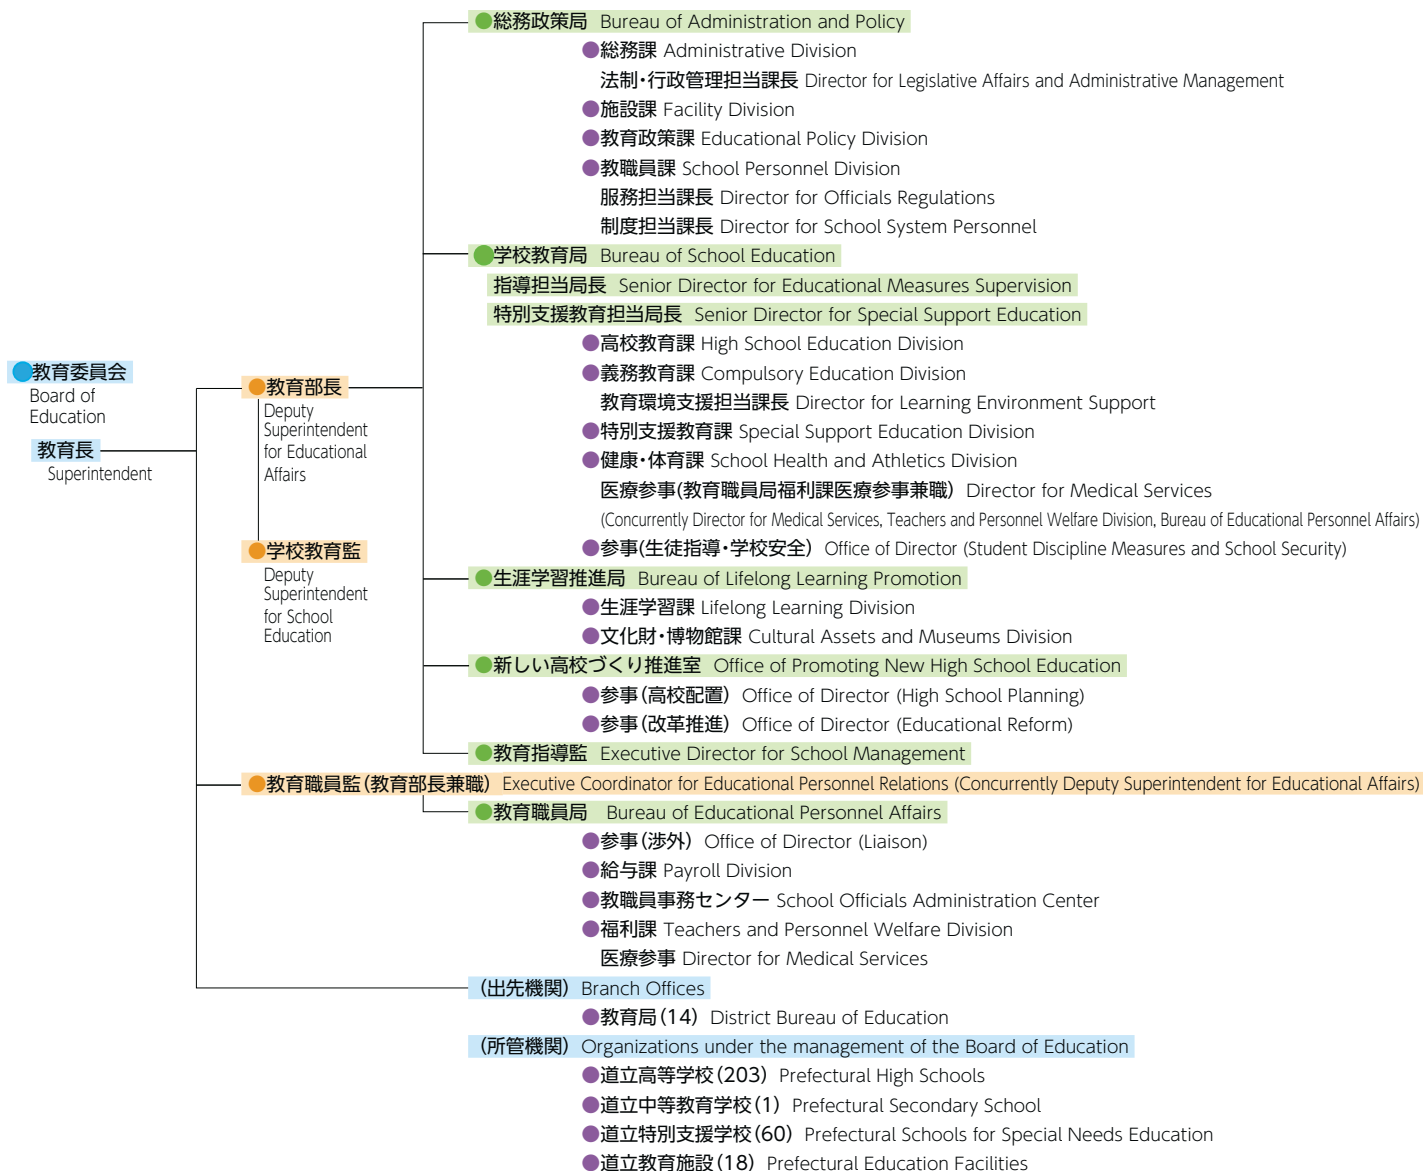 ●教育委員会
Board of
Education
教育長
Superintendent
●教育部長
Deputy
Superintendent
for Educational
Affairs
●学校教育監
Deputy
Superintendent
for School
Education
●総務政策局 Bureau of Administration and Policy
●総務課 Administrative Division
法制・行政管理担当課長 Director for Legislative Affairs and Administrative Management
●施設課 Facility Division
●教育政策課 Educational Policy Division
●教職員課 School Personnel Division
服務担当課長 Director for Officials Regulations
制度担当課長 Director for School System Personnel
●学校教育局 Bureau of School Education
指導担当局長 Senior Director for Educational Measures Supervision
特別支援教育担当局長 Senior Director for Special Support Education
●高校教育課 High School Education Division
●義務教育課 Compulsory Education Division
教育環境支援担当課長 Director for Learning Environment Support
●特別支援教育課 Special Support Education Division
●健康・体育課 School Health and Athletics Division
医療参事(教育職員局福利課医療参事兼職) Director for Medical Services
(Concurrently Director for Medical Services, Teachers and Personnel Welfare Division, Bureau of Educational Personnel Affairs)
●参事(生徒指導・学校安全) Office of Director (Student Discipline Measures and School Security)
●生涯学習推進局 Bureau of Lifelong Learning Promotion
●生涯学習課 Lifelong Learning Division
●文化財・博物館課 Cultural Assets and Museums Division
●新しい高校づくり推進室 Office of Promoting New High School Education
●参事(高校配置) Office of Director (High School Planning)
●参事(改革推進) Office of Director (Educational Reform)
●教育指導監 Executive Director for School Management
●教育職員監(教育部長兼職) Executive Coordinator for Educational Personnel Relations (Concurrently Deputy Superintendent for Educational Affairs)
●教育職員局 Bureau of Educational Personnel Affairs
●参事(渉外) Office of Director (Liaison)
●給与課 Payroll Division
●教職員事務センター School Officials Administration Center
●福利課 Teachers and Personnel Welfare Division
医療参事 Director for Medical Services
(出先機関) Branch Offices
●教育局(14) District Bureau of Education
(所管機関) Organizations under the management of the Board of Education
●道立高等学校(203) Prefectural High Schools
●道立中等教育学校(1) Prefectural Secondary School
●道立特別支援学校(60) Prefectural Schools for Special Needs Education
●道立教育施設(18) Prefectural Education Facilities